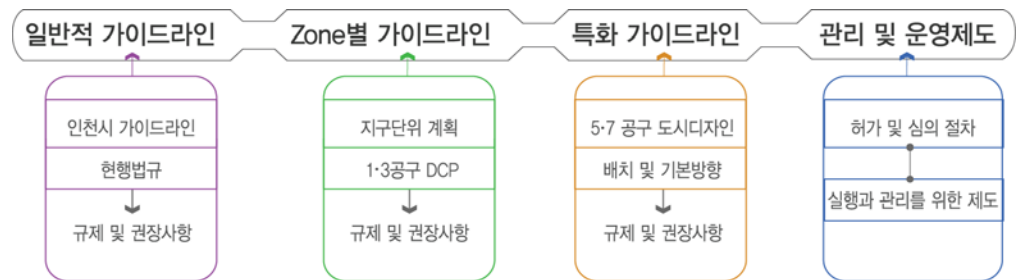 일반적 가이드라인
Zone별 가이드라인
특화 가이드라인
관리 및 운영제도
인천시 가이드라인
현행법규
규제 및 권장사항
지구단위 계획
1·3공구 DCP
규제 및 권장사항
5·7 공구 도시디자인
배치 및 기본방향
규제 및 권장사항
허가 및 심의 절차
실행과 관리를 위한 제도